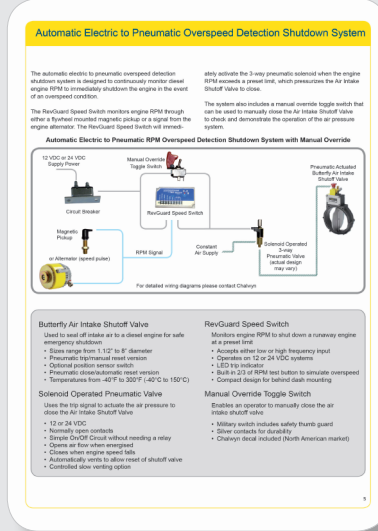 Automatic Electric to Pneumatic Overspeed Detection Shutdown System
The automatic electric to pneumatic overspeed detection
shutdown system is designed to continuously monitor diesel
engine RPM to immediately shutdown the engine in the event
of an overspeed condition.
The RevGuard Speed Switch monitors engine RPM through
either a flywheel mounted magnetic pickup or a signal from the
engine alternator. The RevGuard Speed Switch will immedi-
ately activate the 3-way pneumatic solenoid when the engine
RPM exceeds a preset limit, which pressurizes the Air Intake
Shutoff Valve to close.
The system also includes a manual override toggle switch that
can be used to manually close the Air Intake Shutoff Valve
to check and demonstrate the operation of the air pressure
system.
Automatic Electric to Pneumatic RPM Overspeed Detection Shutdown System with Manual Override
12 VDC or 24 VDC
Supply Power
Manual Override
Toggle Switch
Pneumatic Actuated
Butterfly Air Intake
Shutoff Valve
Circuit Breaker
RevGuard Speed Switch
Magnetic
Pickup
or Alternator (speed pulse)
RPM Signal
Constant
Air Supply
Solenoid Operated
3-way
Pneumatic Valve
(actual design
may vary)
For detailed wiring diagrams please contact Chalwyn
Butterfly Air Intake Shutoff Valve
Used to seal off intake air to a diesel engine for safe
emergency shutdown
• Sizes range from 1.1/2" to 8" diameter
• Pneumatic trip/manual reset version
• Optional position sensor switch
• Pneumatic close/automatic reset version
• Temperatures from -40°F to 300°F (-40°C to 150°C)
Solenoid Operated Pneumatic Valve
Uses the trip signal to actuate the air pressure to
close the Air Intake Shutoff Valve
• 12 or 24 VDC
• Normally open contacts
• Simple On/Off Circuit without needing a relay
• Opens air flow when energised
• Closes when engine speed falls
• Automatically vents to allow reset of shutoff valve
• Controlled slow venting option
RevGuard Speed Switch
Monitors engine RPM to shut down a runaway engine
at a preset limit
• Accepts either low or high frequency input
• Operates on 12 or 24 VDC systems
• LED trip indicator
• Built-in 2/3 of RPM test button to simulate overspeed
• Compact design for behind dash mounting
Manual Override Toggle Switch
Enables an operator to manually close the air
intake shutoff valve
• Military switch includes safety thumb guard
• Silver contacts for durability
• Chalwyn decal included (North American market)
5